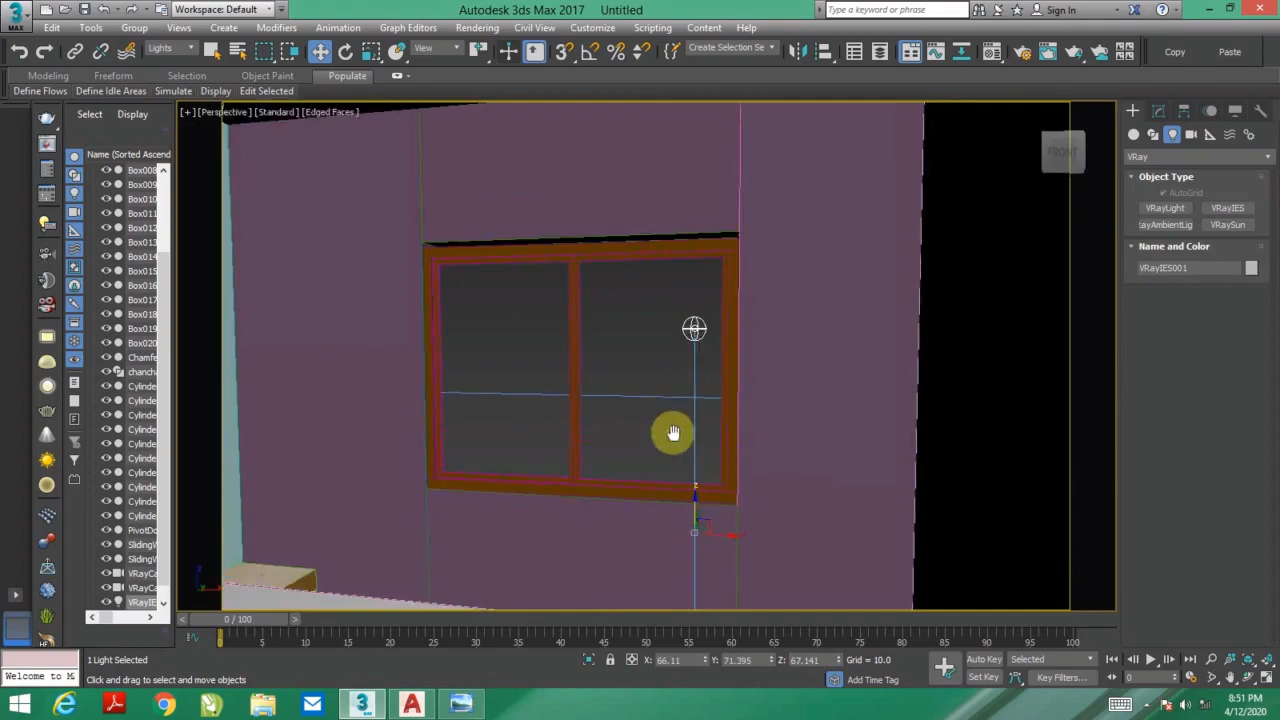 Workspace: Default
Autodesk 3ds Max 2017 Untitled
Type a keyword or phrase
Sign In
MAX
Edit Tools Group Views Create Modifiers Animation Graph Editors Rendering Civil View Customize Scripting Content Help
Lights
View
Create Selection Se
Copy
Paste
Modeling Freeform Selection Object Paint Populate
Define Flows Define Idle Areas Simulate Display Edit Selected
Select Display
Name (Sorted Ascend
Box008
Box009
Box010
Box011
Box012
Box013
Box014
Box015
Box016
Box017
Box018
Box019
Box020
Chamfe
chancha
Cylinde
Cylinde
Cylinde
Cylinde
Cylinde
Cylinde
Cylinde
Cylinde
Cylinde
Cylinde
PivotDo
SlidingW
SlidingW
VRayCa
VRayCa
VRayIE
[+] [Perspective] [Standard] [Edged Faces]
FRONT
VRay
Object Type
AutoGrid
VRayLight VRayIES
RayAmbientLig VRaySun
Name and Color
VRayIES001
0 / 100
0 5 10 15 20 25 30 35 40 45 50 55 60 65 70 75 80 85 90 95 100
1 Light Selected
X: 66.11 Y: 71.395 Z: 67.141 Grid = 10.0
Auto Key Selected
Welcome to M
Click and drag to select and move objects
Add Time Tag
Set Key Key Filters...
0
8:51 PM
4/12/2020